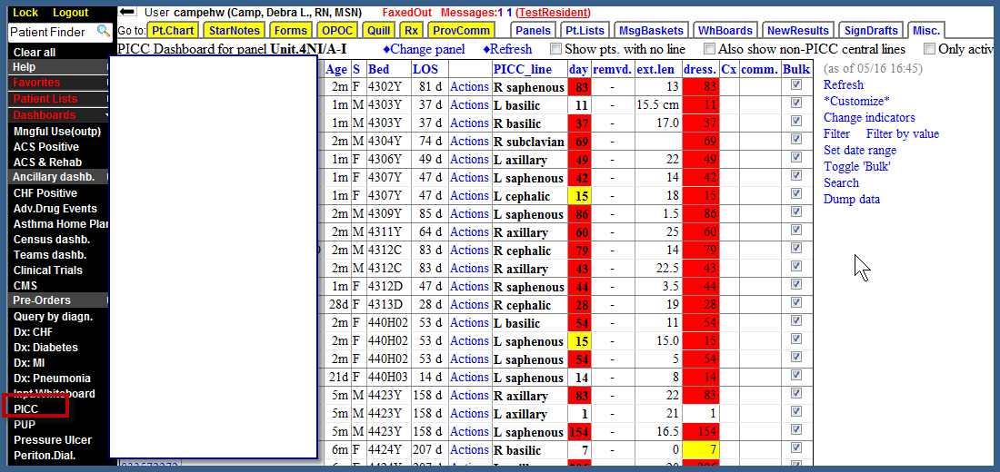 Lock Logout User campehw (Camp, Debra L., RN, MSN) FaxedOut Messages:1 1 (TestResident)
Patient Finder Go to: Pt.Chart StarNotes Forms OPOC Quill Rx ProvComm Panels Pt.Lists MsgBaskets WhBoards NewResults SignDrafts Misc.
PICC Dashboard for panel Unit.4NI/A-I ♦Change panel ♦Refresh Show pts. with no line Also show non-PICC central lines Only activ
Clear all
Help
Favorites
Patient Lists
Dashboards
Mngful Use(outp)
ACS Positive
ACS & Rehab
Ancillary dashb.
CHF Positive
Adv.Drug Events
Asthma Home Plan
Census dashb.
Teams dashb.
Clinical Trials
CMS
Pre-Orders
Query by diagn.
Dx: CHF
Dx: Diabetes
Dx: MI
Dx: Pneumonia
Inpt.Whiteboard
PICC
PUP
Pressure Ulcer
Periton.Dial.
Age S Bed LOS PICC_line day remvd. ext.len dress. Cx comm. Bulk
2m F 4302Y 81 d Actions R saphenous 83 - 13 83
1m M 4303Y 37 d Actions L basilic 11 - 15.5 cm 11
1m M 4303Y 37 d Actions R basilic 37 - 17.0 37
2m M 4304Y 74 d Actions R subclavian 69 - 69
1m F 4306Y 49 d Actions L axillary 49 - 22 49
1m F 4307Y 47 d Actions L saphenous 42 - 14 42
1m F 4307Y 47 d Actions L cephalic 15 - 18 15
2m M 4309Y 85 d Actions L saphenous 86 - 1.5 86
2m M 4311Y 64 d Actions R axillary 60 - 25 60
2m M 4312C 83 d Actions R cephalic 79 - 14 79
2m M 4312C 83 d Actions R axillary 43 - 22.5 43
1m F 4312D 47 d Actions R saphenous 44 - 3.5 44
28d F 4313D 28 d Actions R cephalic 28 - 19 28
2m F 440H02 53 d Actions L basilic 54 - 11 54
2m F 440H02 53 d Actions L saphenous 15 - 15.0 15
2m F 440H02 53 d Actions L saphenous 54 - 5 54
21d F 440H03 14 d Actions L saphenous 14 - 8 14
5m M 4423Y 158 d Actions R axillary 83 - 22 83
5m M 4423Y 158 d Actions L axillary 1 - 21 1
5m M 4423Y 158 d Actions L saphenous 154 - 16.5 154
6m F 4424Y 207 d Actions R basilic 7 - 0 7
(as of 05/16 16:45)
Refresh
*Customize*
Change indicators
Filter Filter by value
Set date range
Toggle 'Bulk'
Search
Dump data